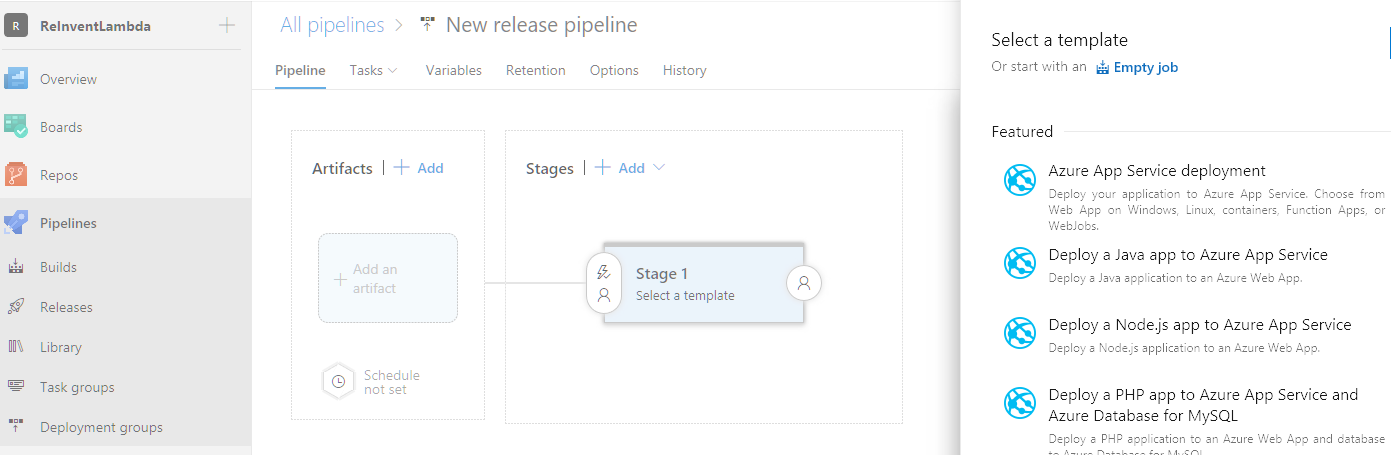 R ReInventLambda
Overview
Boards
Repos
Pipelines
Builds
Releases
Library
Task groups
Deployment groups
All pipelines > New release pipeline
Pipeline Tasks Variables Retention Options History
Artifacts | + Add
Add an
artifact
Schedule
not set
Stages | + Add
Stage 1
Select a template
Select a template
Or start with an Empty job
Featured
Azure App Service deployment
Deploy your application to Azure App Service. Choose from
Web App on Windows, Linux, containers, Function Apps, or
WebJobs.
Deploy a Java app to Azure App Service
Deploy a Java application to an Azure Web App.
Deploy a Node.js app to Azure App Service
Deploy a Node.js application to an Azure Web App.
Deploy a PHP app to Azure App Service and
Azure Database for MySQL
Deploy a PHP application to an Azure Web App and database
to Azure Database for MySQL